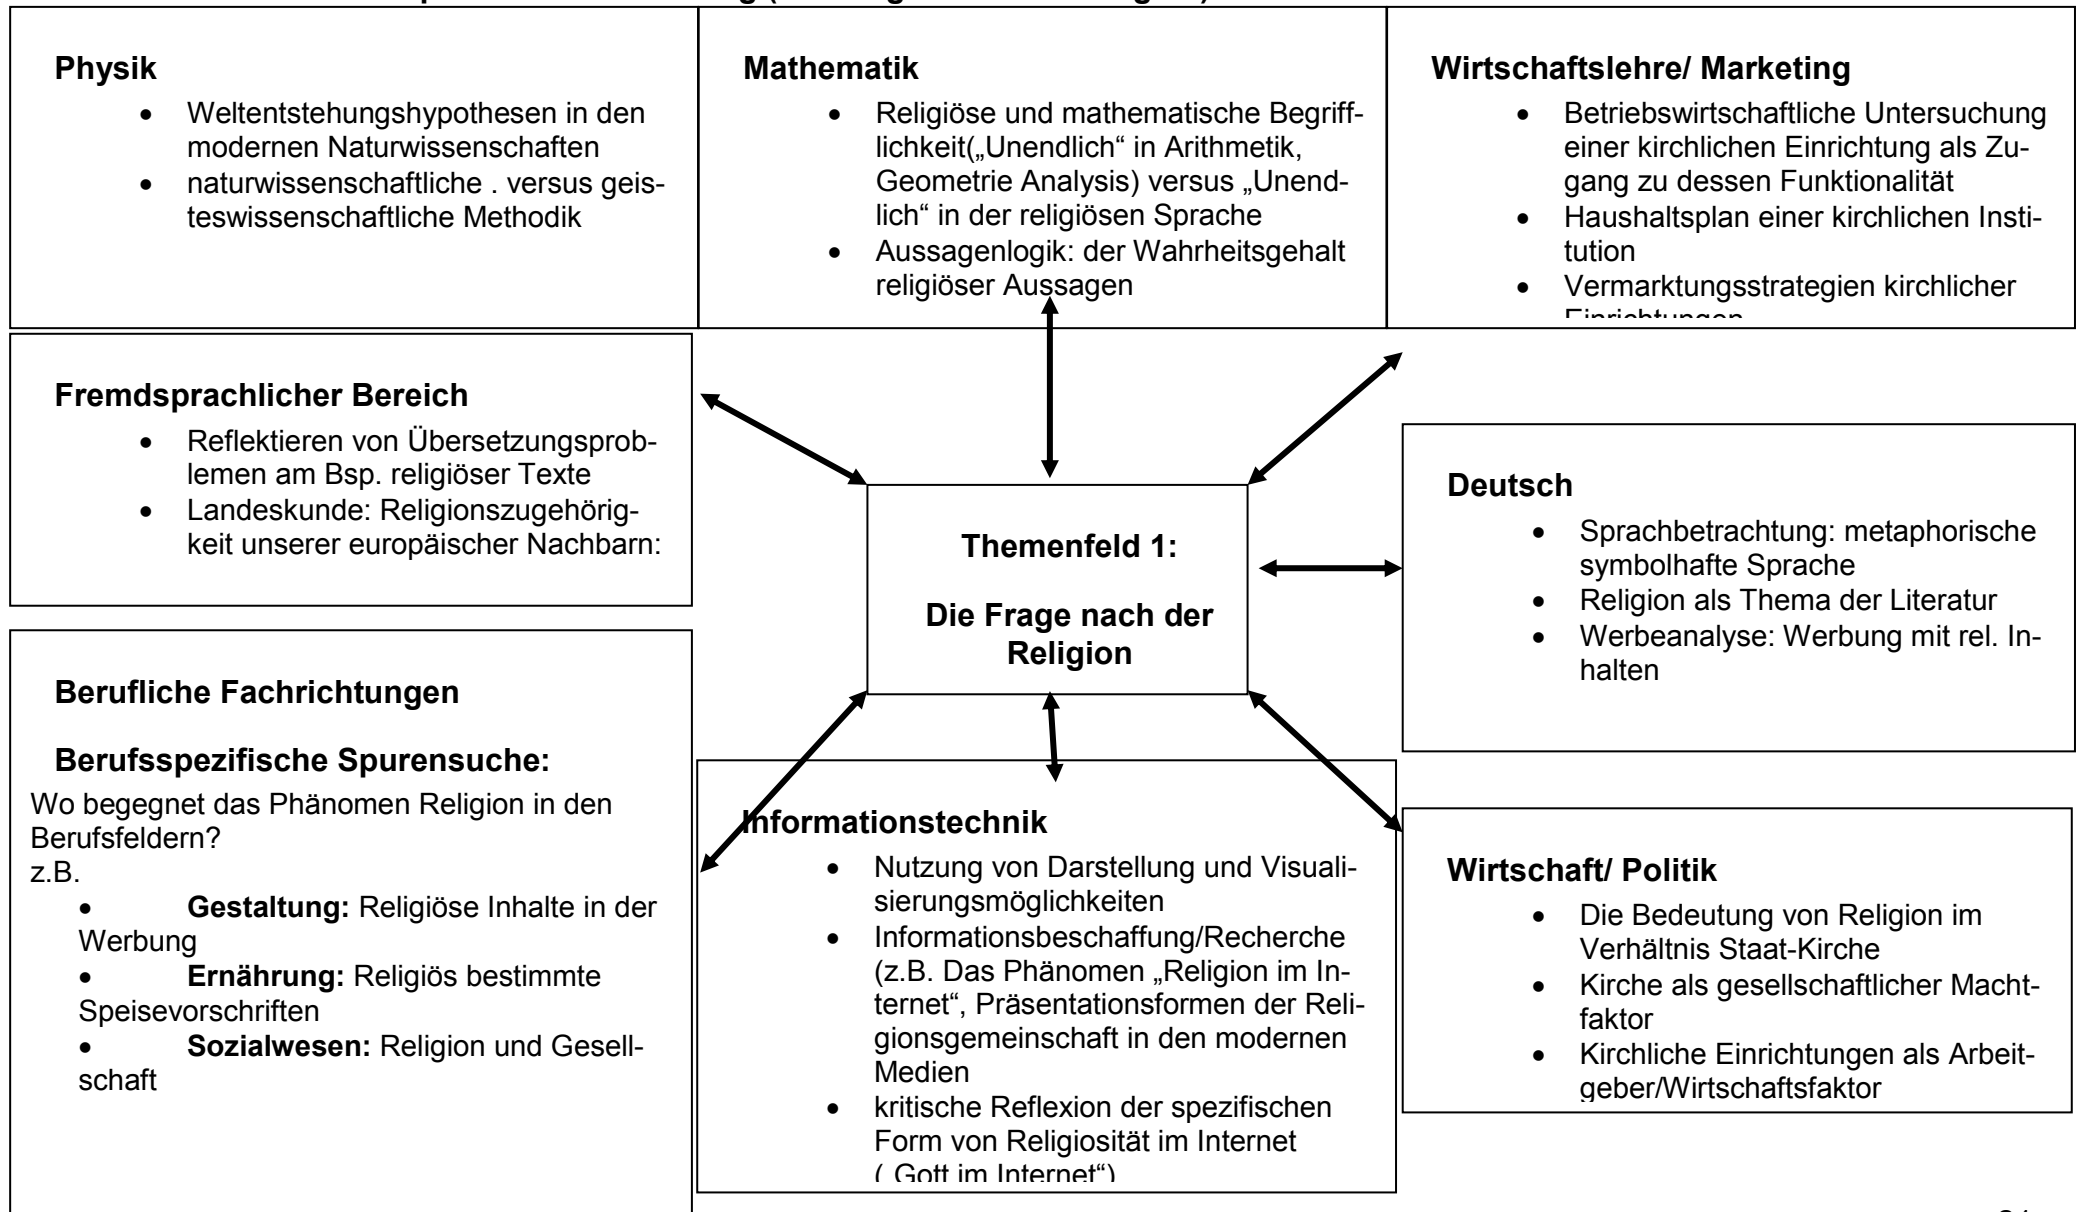 Physik
• Weltentstehungshypothesen in den
modernen Naturwissenschaften
• naturwissenschaftliche . versus geis-
teswissenschaftliche Methodik
Mathematik
• Religiöse und mathematische Begriff-
lichkeit(„Unendlich“ in Arithmetik,
Geometrie Analysis) versus „Unend-
lich“ in der religiösen Sprache
• Aussagenlogik: der Wahrheitsgehalt
religiöser Aussagen
Wirtschaftslehre/ Marketing
• Betriebswirtschaftliche Untersuchung
einer kirchlichen Einrichtung als Zu-
gang zu dessen Funktionalität
• Haushaltsplan einer kirchlichen Insti-
tution
• Vermarktungsstrategien kirchlicher
Einrichtungen
Fremdsprachlicher Bereich
• Reflektieren von Übersetzungsprob-
lemen am Bsp. religiöser Texte
• Landeskunde: Religionszugehörig-
keit unserer europäischer Nachbarn:
Themenfeld 1:
Die Frage nach der
Religion
Deutsch
• Sprachbetrachtung: metaphorische
symbolhafte Sprache
• Religion als Thema der Literatur
• Werbeanalyse: Werbung mit rel. In-
halten
Berufliche Fachrichtungen
Berufsspezifische Spurensuche:
Wo begegnet das Phänomen Religion in den
Berufsfeldern?
z.B.
• Gestaltung: Religiöse Inhalte in der
Werbung
• Ernährung: Religiös bestimmte
Speisevorschriften
• Sozialwesen: Religion und Gesell-
schaft
Informationstechnik
• Nutzung von Darstellung und Visuali-
sierungsmöglichkeiten
• Informationsbeschaffung/Recherche
(z.B. Das Phänomen „Religion im In-
ternet“, Präsentationsformen der Reli-
gionsgemeinschaft in den modernen
Medien
• kritische Reflexion der spezifischen
Form von Religiosität im Internet
(„Gott im Internet“)
Wirtschaft/ Politik
• Die Bedeutung von Religion im
Verhältnis Staat-Kirche
• Kirche als gesellschaftlicher Macht-
faktor
• Kirchliche Einrichtungen als Arbeit-
geber/Wirtschaftsfaktor